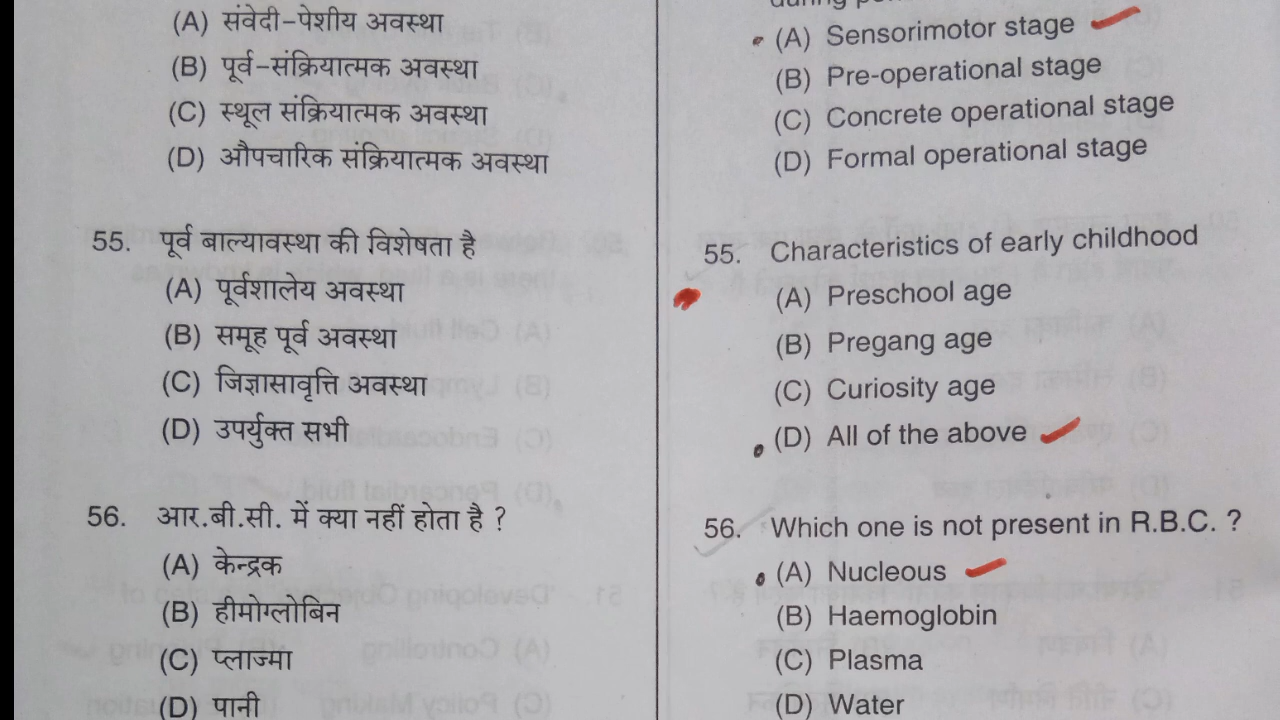 (A) संवेदी-पेशीय अवस्था
(B) पूर्व-संक्रियात्मक अवस्था
(C) स्थूल संक्रियात्मक अवस्था
(D) औपचारिक संक्रियात्मक अवस्था
55. पूर्व बाल्यावस्था की विशेषता है
(A) पूर्वशालेय अवस्था
(B) समूह पूर्व अवस्था
(C) जिज्ञासावृत्ति अवस्था
(D) उपर्युक्त सभी
56. आर.बी.सी. में क्या नहीं होता है ?
(A) केन्द्रक
(B) हीमोग्लोबिन
(C) प्लाज्मा
(D) पानी
during
(A) Sensorimotor stage
(B) Pre-operational stage
(C) Concrete operational stage
(D) Formal operational stage
55. Characteristics of early childhood
(A) Preschool age
(B) Pregang age
(C) Curiosity age
(D) All of the above
56. Which one is not present in R.B.C. ?
(A) Nucleous
(B) Haemoglobin
(C) Plasma
(D) Water